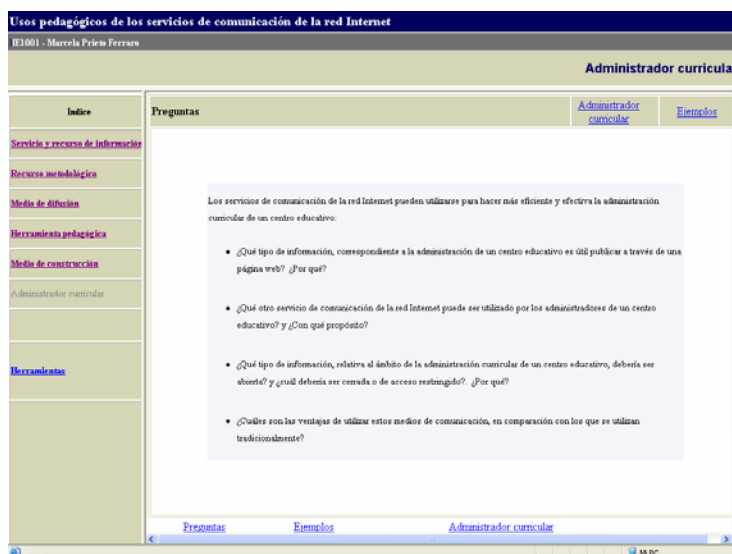 Usos pedagógicos de los servicios de comunicación de la red Internet
IE1001 - Marcela Prieto Ferraro
Administrador curricula
Índice
Preguntas
Administrador
curricular
Ejemplos
Servicio y recurso de información
Recurso metodológico
Medio de difusión
Herramienta pedagógica
Medio de construcción
Administrador curricular
Herramientas
Los servicios de comunicación de la red Internet pueden utilizarse para hacer más eficiente y efectiva la administración
curricular de un centro educativo:
¿Qué tipo de información, correspondiente a la administración de un centro educativo es útil publicar a través de una
página web? ¿Por qué?
¿Qué otro servicio de comunicación de la red Internet puede ser utilizado por los administradores de un centro
educativo? y ¿Con qué propósito?
¿Qué tipo de información, relativa al ámbito de la administración curricular de un centro educativo, debería ser
abierta? y ¿cuál debería ser cerrada o de acceso restringido?. ¿Por qué?
¿Cuáles son las ventajas de utilizar estos medios de comunicación, en comparación con los que se utilizan
tradicionalmente?
Preguntas
Ejemplos
Administrador curricular